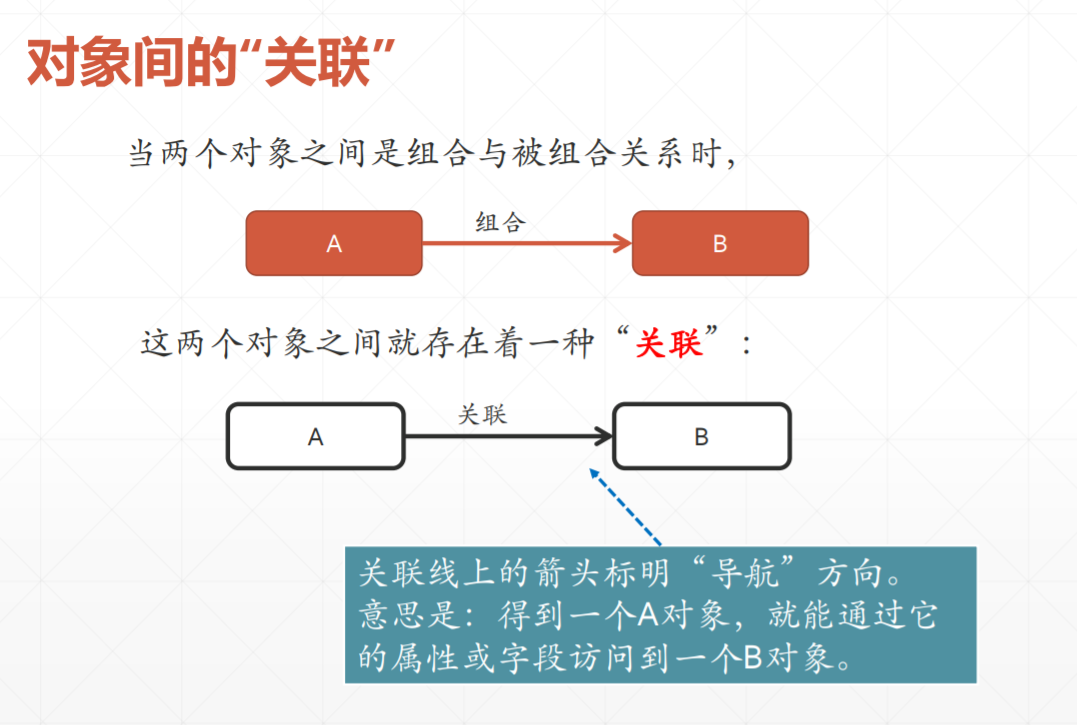 对象间的“关联”
当两个对象之间是组合与被组合关系时，
组合
A
B
这两个对象之间就存在着一种“关联”：
关联
A
B
关联线上的箭头标明“导航”方向。
意思是：得到一个A对象，就能通过它
的属性或字段访问到一个B对象。